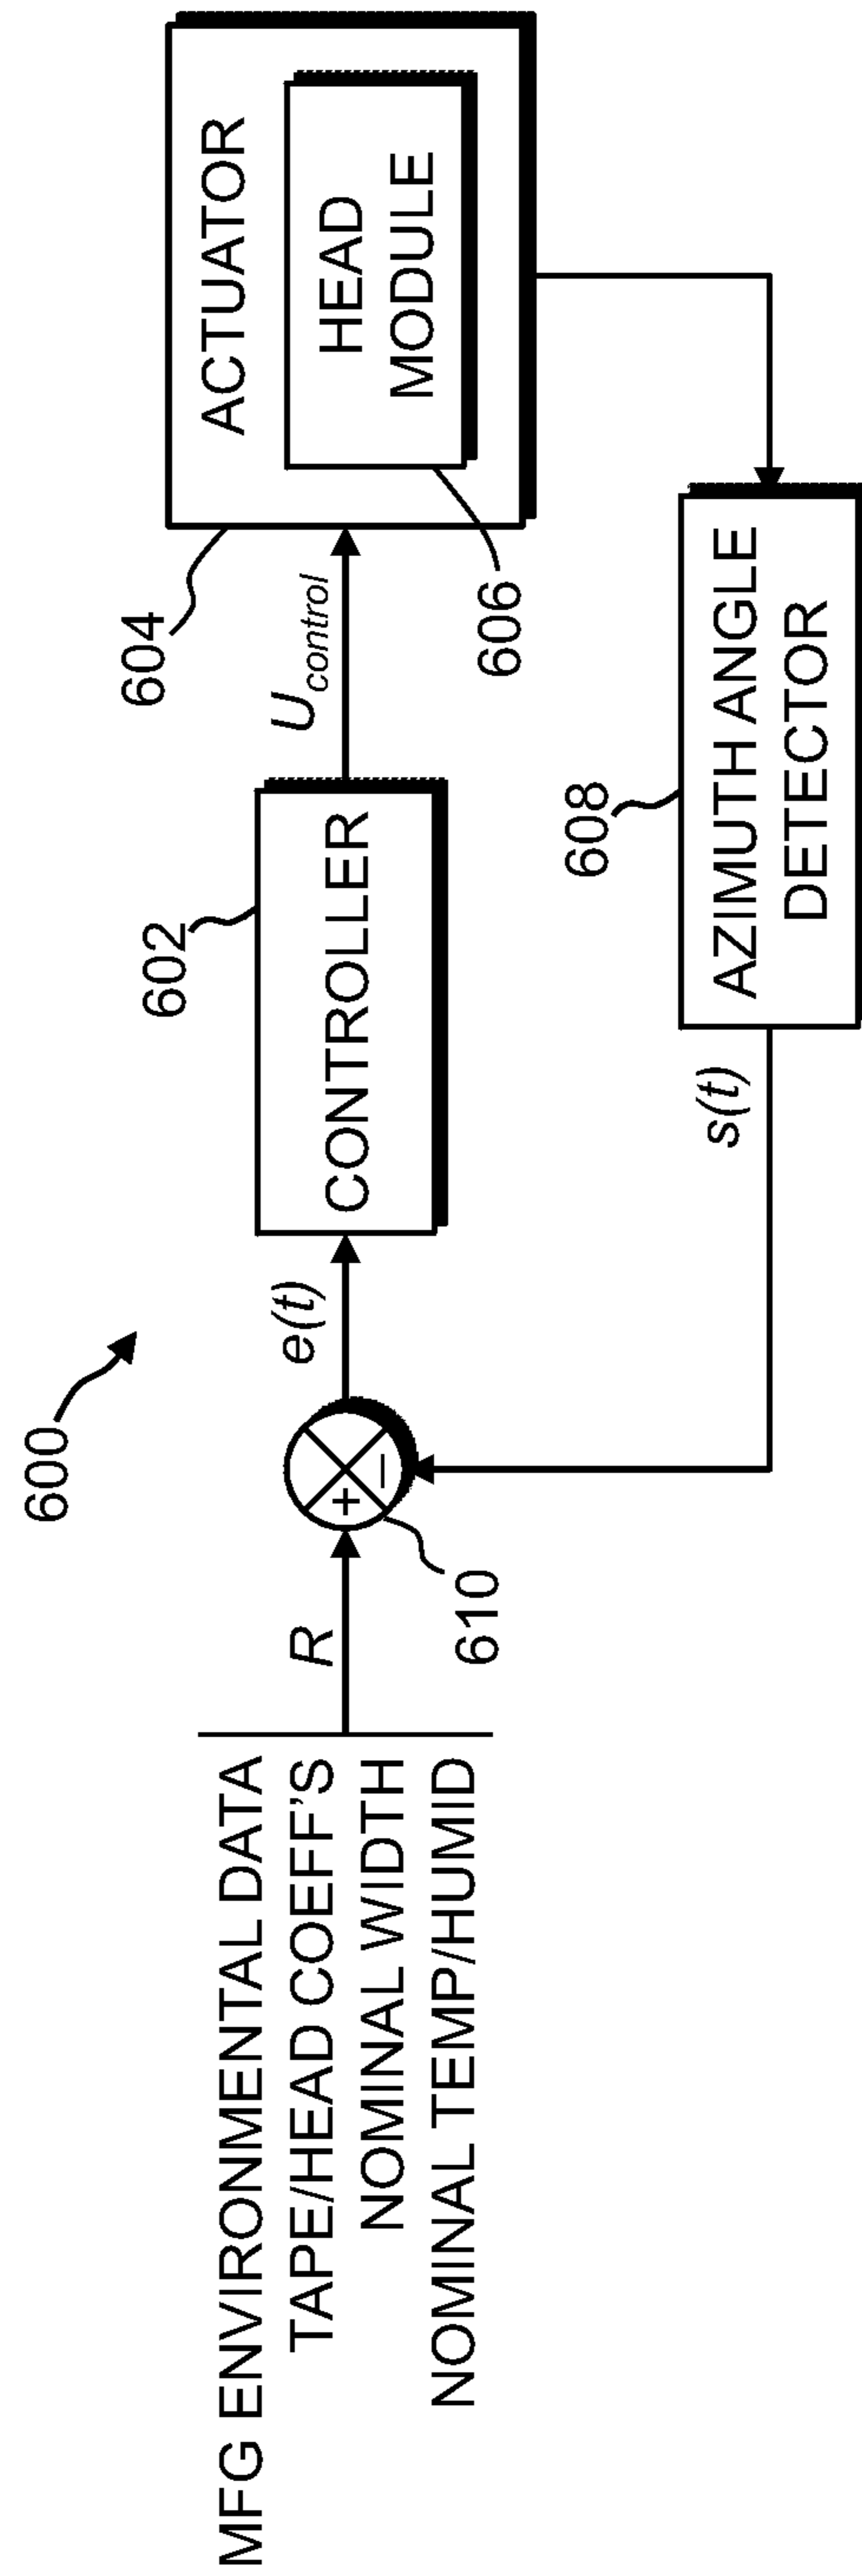 600
MFG ENVIRONMENTAL DATA
TAPE/HEAD COEFF'S
NOMINAL WIDTH
NOMINAL TEMP/HUMID
R
+
−
610
e(t)
602
CONTROLLER
Ucontrol
604
ACTUATOR
HEAD
MODULE
606
608
AZIMUTH ANGLE
DETECTOR
s(t)